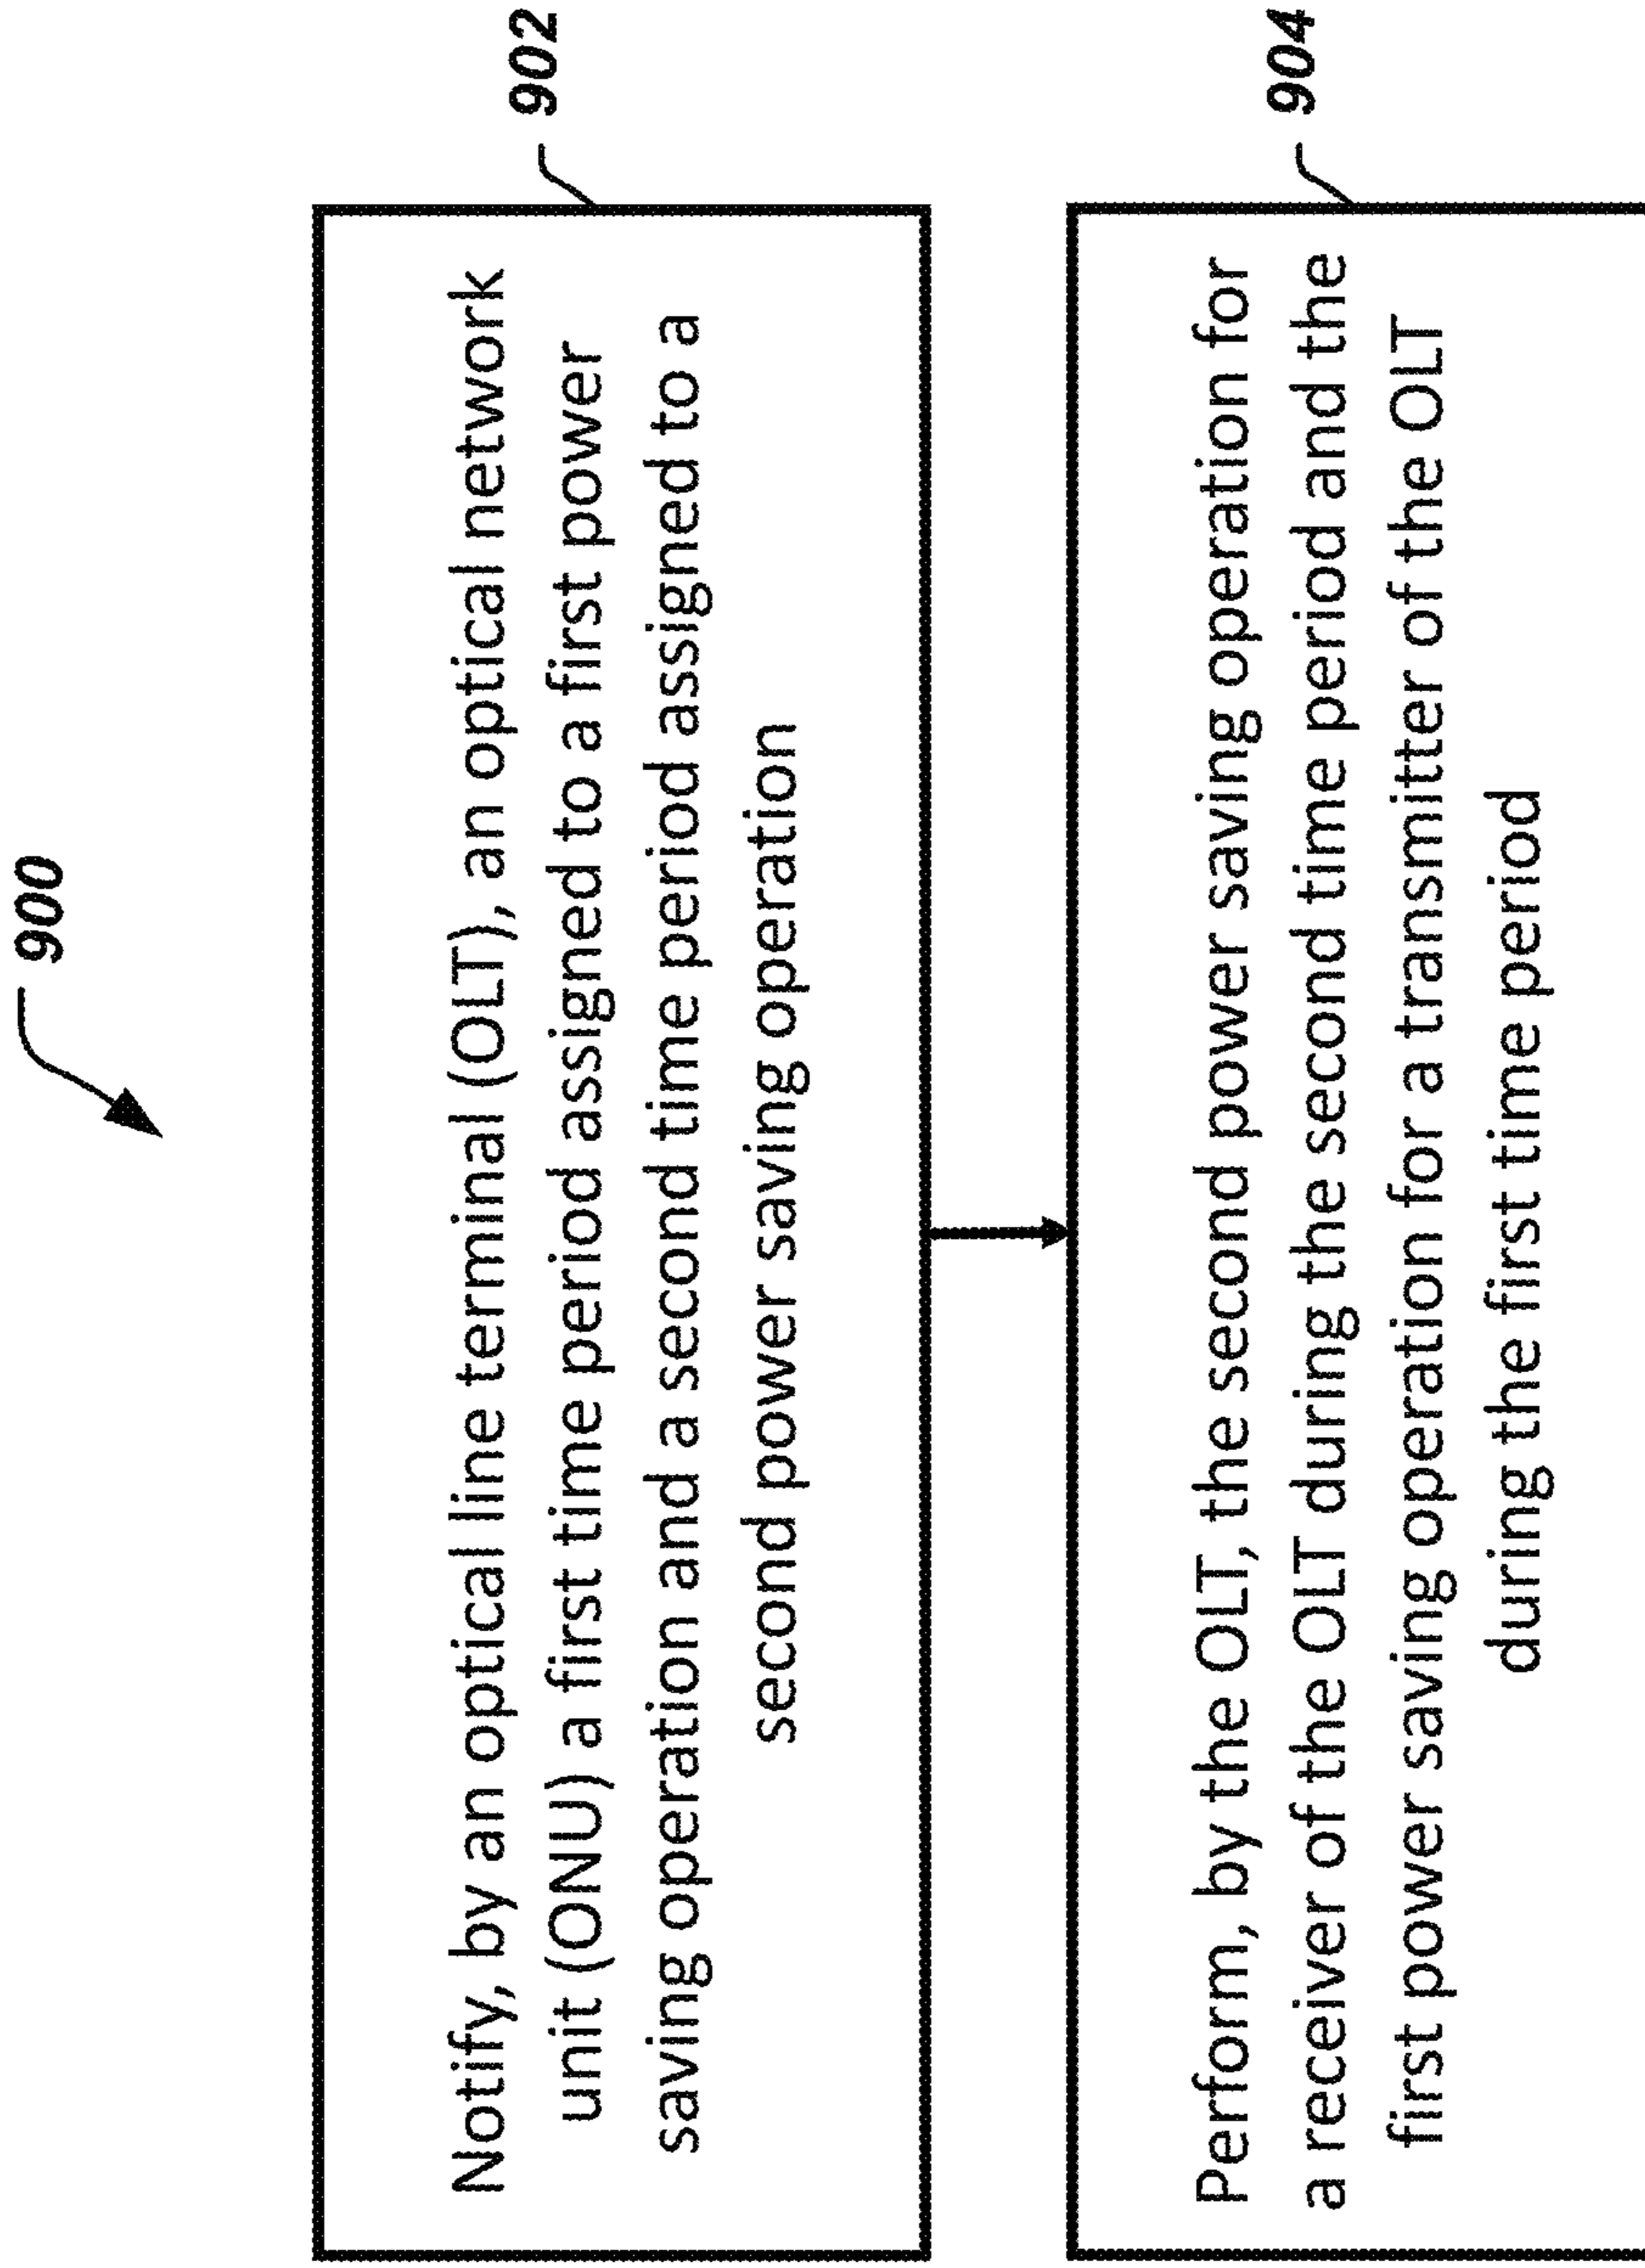 900
Notify, by an optical line terminal (OLT), an optical network
unit (ONU) a first time period assigned to a first power
saving operation and a second time period assigned to a
second power saving operation
902
Perform, by the OLT, the second power saving operation for
a receiver of the OLT during the second time period and the
first power saving operation for a transmitter of the OLT
during the first time period
904